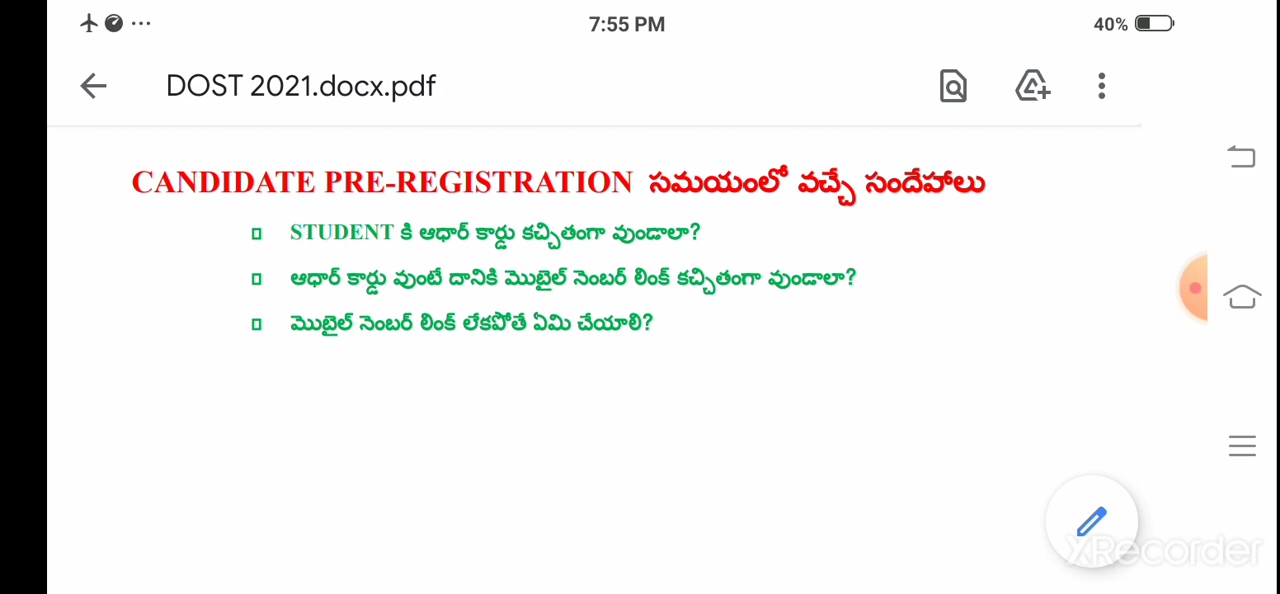 7:55 PM
40%
DOST 2021.docx.pdf
CANDIDATE PRE-REGISTRATION సమయంలో వచ్చే సందేహాలు
STUDENT కి ఆధార్ కార్డు కచ్చితంగా వుండాలా?
ఆధార్ కార్డు వుంటే దానికి మొబైల్ నెంబర్ లింక్ కచ్చితంగా వుండాలా?
మొబైల్ నెంబర్ లింక్ లేకపోతే ఏమి చేయాలి?
XRecorder